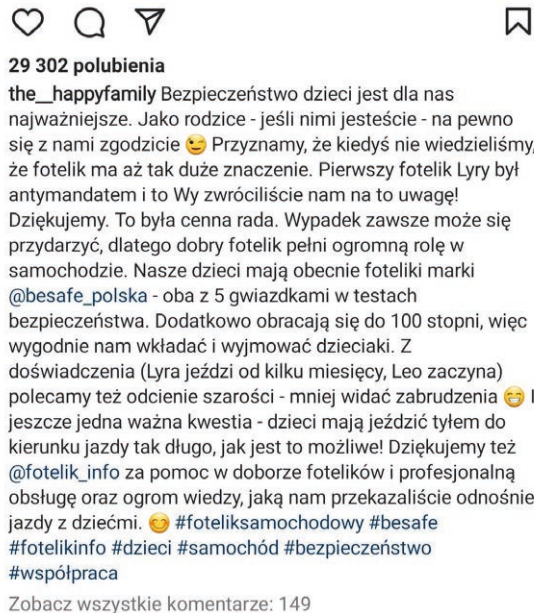 29 302 polubienia
the__happyfamily Bezpieczeństwo dzieci jest dla nas
najważniejsze. Jako rodzice - jeśli nimi jesteście - na pewno
się z nami zgodzicie 😉 Przyznamy, że kiedyś nie wiedzieliśmy,
że fotelik ma aż tak duże znaczenie. Pierwszy fotelik Lyry był
antymandatem i to Wy zwróciliście nam na to uwagę!
Dziękujemy. To była cenna rada. Wypadek zawsze może się
przydarzyć, dlatego dobry fotelik pełni ogromną rolę w
samochodzie. Nasze dzieci mają obecnie foteliki marki
@besafe_polska - oba z 5 gwiazdkami w testach
bezpieczeństwa. Dodatkowo obracają się do 100 stopni, więc
wygodnie nam wkładać i wyjmować dzieciaki. Z
doświadczenia (Lyra jeździ od kilku miesięcy, Leo zaczyna)
polecamy też odcienie szarości - mniej widać zabrudzenia 😁 I
jeszcze jedna ważna kwestia - dzieci mają jeździć tyłem do
kierunku jazdy tak długo, jak jest to możliwe! Dziękujemy też
@fotelik_info za pomoc w doborze fotelików i profesjonalną
obsługę oraz ogrom wiedzy, jaką nam przekazaliście odnośnie
jazdy z dziećmi. 😊 #foteliksamochodowy #besafe
#fotelikinfo #dzieci #samochód #bezpieczeństwo
#współpraca
Zobacz wszystkie komentarze: 149